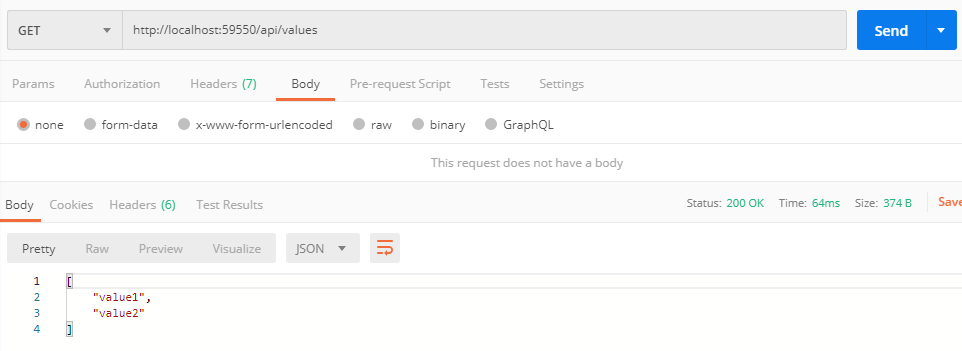 GET http://localhost:59550/api/values Send
Params Authorization Headers (7) Body Pre-request Script Tests Settings
none form-data x-www-form-urlencoded raw binary GraphQL
This request does not have a body
Body Cookies Headers (6) Test Results Status: 200 OK Time: 64ms Size: 374 B Save
Pretty Raw Preview Visualize JSON
1 [
2 "value1",
3 "value2"
4 ]